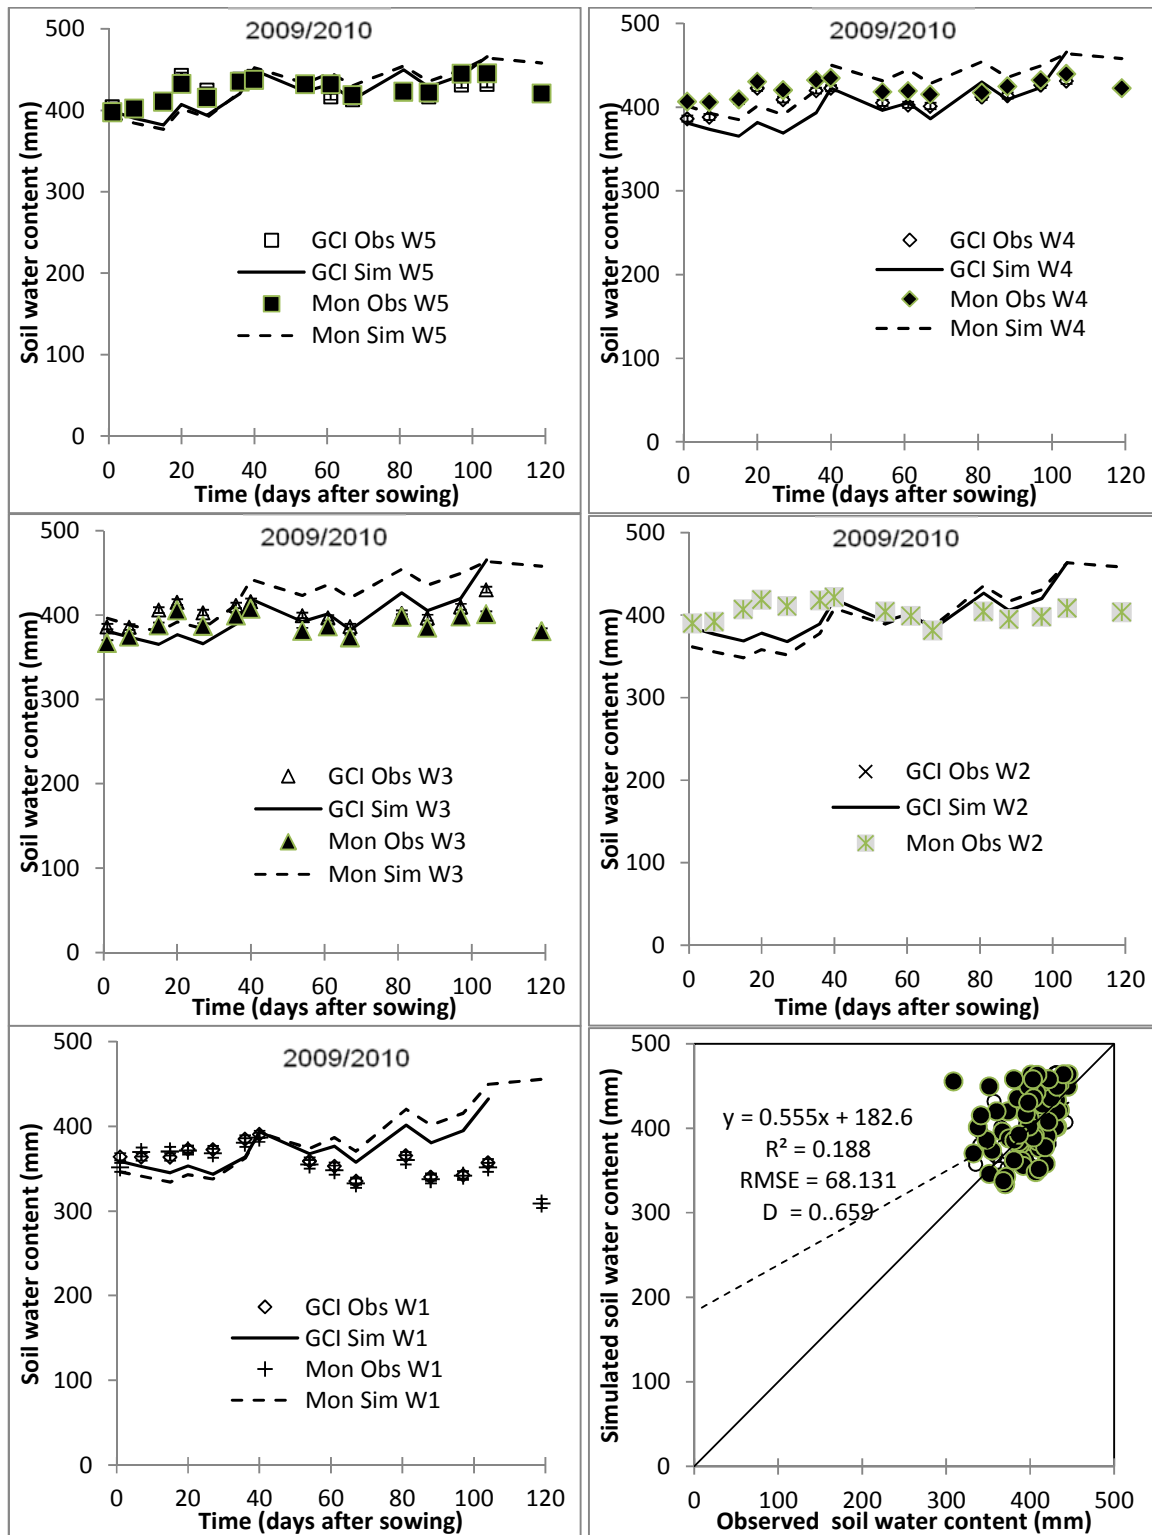 2009/2010
Soil water content (mm)
500
400
300
200
100
0
GCI Obs W5
GCI Sim W5
Mon Obs W5
Mon Sim W5
0 20 40 60 80 100 120
Time (days after sowing)
2009/2010
Soil water content (mm)
500
400
300
200
100
0
GCI Obs W4
GCI Sim W4
Mon Obs W4
Mon Sim W4
0 20 40 60 80 100 120
Time (days after sowing)
2009/2010
Soil water content (mm)
500
400
300
200
100
0
GCI Obs W3
GCI Sim W3
Mon Obs W3
Mon Sim W3
0 20 40 60 80 100 120
Time (days after sowing)
2009/2010
Soil water content (mm)
500
400
300
200
100
0
GCI Obs W2
GCI Sim W2
Mon Obs W2
0 20 40 60 80 100 120
Time (days after sowing)
2009/2010
Soil water content (mm)
500
400
300
200
100
0
GCI Obs W1
GCI Sim W1
Mon Obs W1
Mon Sim W1
0 20 40 60 80 100 120
Time (days after sowing)
Simulated soil water content (mm)
500
400
300
200
100
0
y = 0.555x + 182.6
R² = 0.188
RMSE = 68.131
D = 0..659
0 100 200 300 400 500
Observed soil water content (mm)